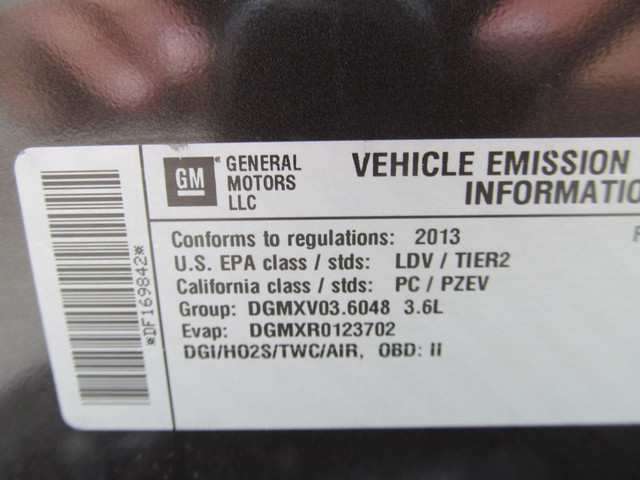 GM
GENERAL
MOTORS
LLC
VEHICLE EMISSION
Conforms to regulations: 2013
U.S. EPA class / stds: LDV / TIER2
California class / stds: PC / PZEV
Group: DGMXV03.6048 3.6L
Evap: DGMXR0123702
DGI/HO2S/TWC/AIR, OBD: II
*DF169842*